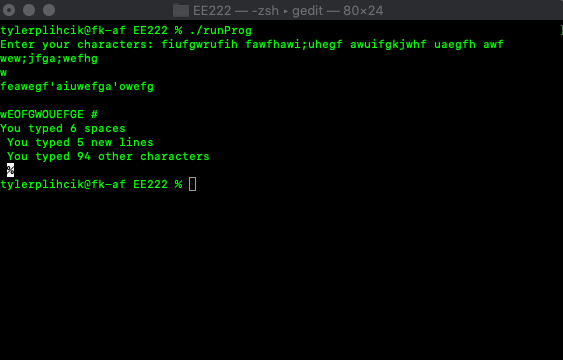 EE222 — -zsh ▸ gedit — 80×24
tylerplihcik@fk-af EE222 % ./runProg
Enter your characters: fiufgwrufih fawfhawi;uhegf awuifgkjwhf uaegfh awf
wew;jfga;wefhg
w
feawegf'aiuwefga'owefg
wEOFGWOUEFGE #
You typed 6 spaces
You typed 5 new lines
You typed 94 other characters
%
tylerplihcik@fk-af EE222 %